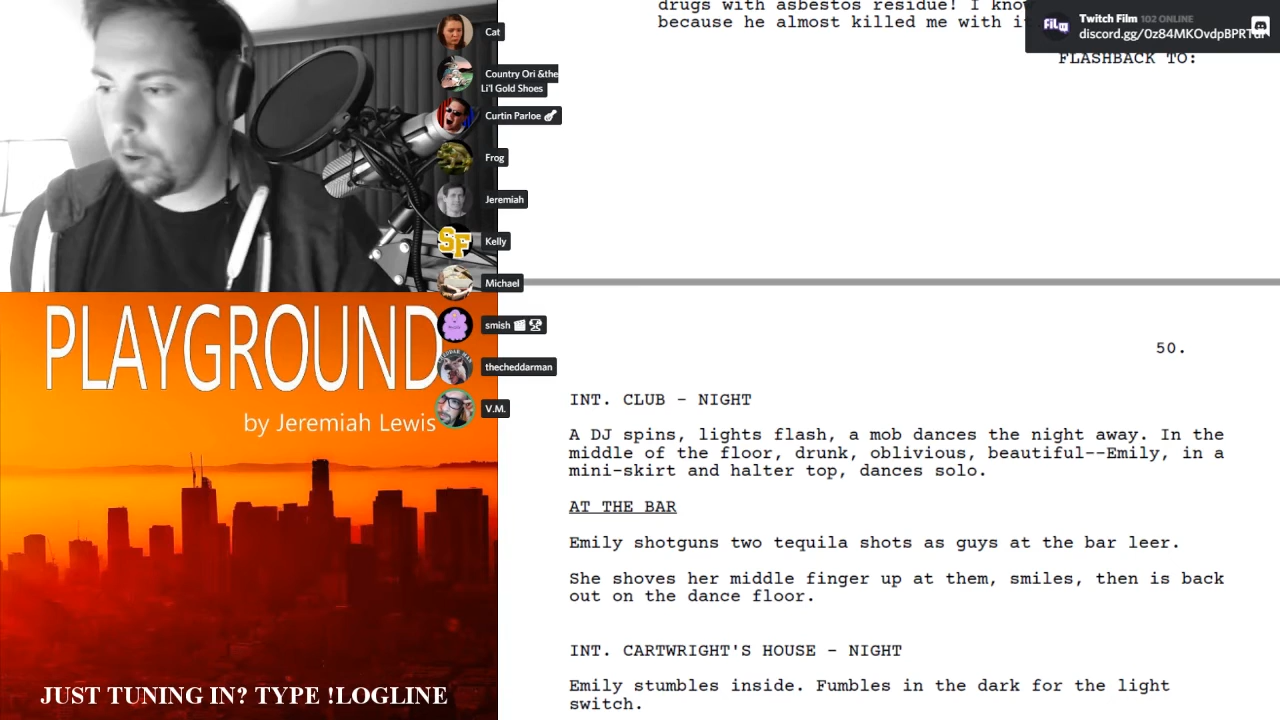 drugs with asbestos residue! I know
because he almost killed me with it
FLASHBACK TO:
Twitch Film 102 ONLINE
discord.gg/0z84MKOvdpBPRTur
Film
Cat
Country Ori &the
Li'l Gold Shoes
Curtin Parloe
Frog
Jeremiah
SF
Kelly
Michael
smish
thecheddarman
V.M.
PLAYGROUND
by Jeremiah Lewis
JUST TUNING IN? TYPE !LOGLINE
50.
INT. CLUB - NIGHT
A DJ spins, lights flash, a mob dances the night away. In the
middle of the floor, drunk, oblivious, beautiful--Emily, in a
mini-skirt and halter top, dances solo.
AT THE BAR
Emily shotguns two tequila shots as guys at the bar leer.
She shoves her middle finger up at them, smiles, then is back
out on the dance floor.
INT. CARTWRIGHT'S HOUSE - NIGHT
Emily stumbles inside. Fumbles in the dark for the light
switch.